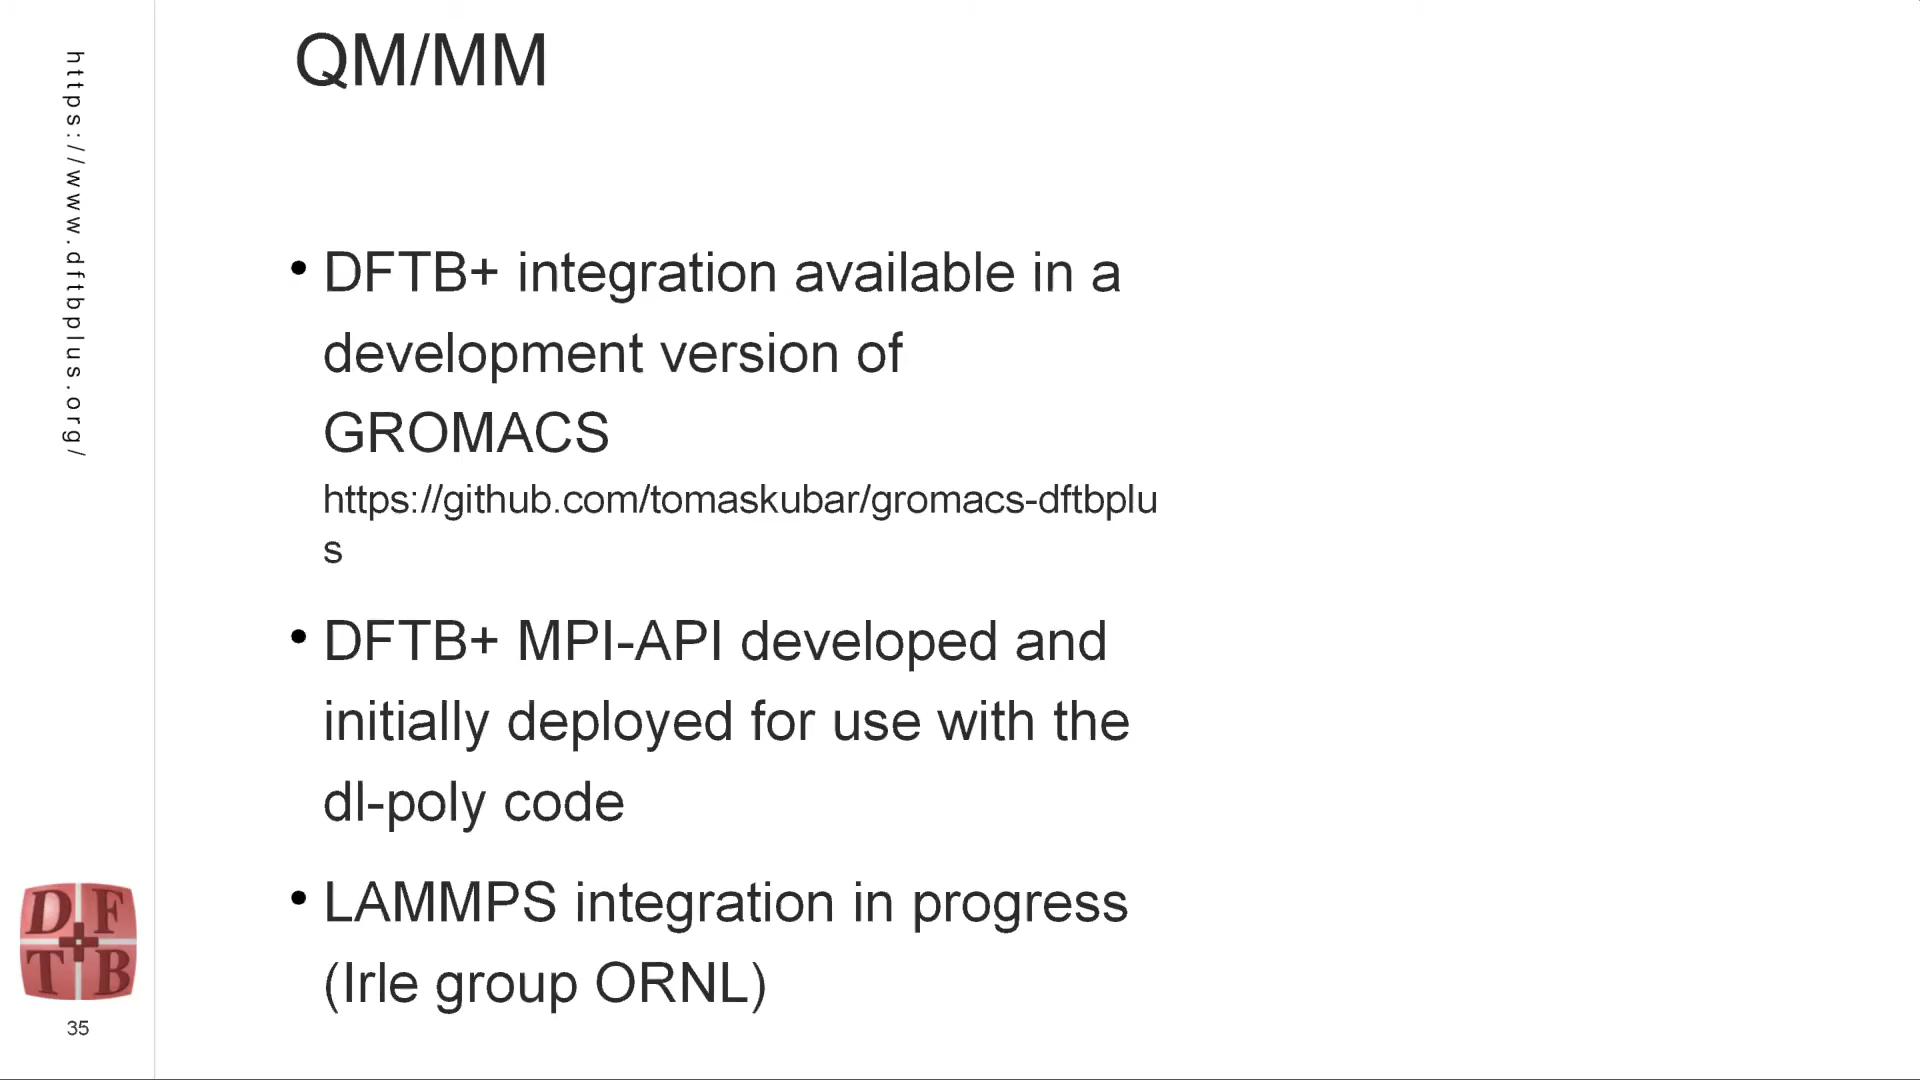 QM/MM
https://www.dftbplus.org/
• DFTB+ integration available in a
development version of
GROMACS
https://github.com/tomaskubar/gromacs-dftbplu
s
• DFTB+ MPI-API developed and
initially deployed for use with the
dl-poly code
• LAMMPS integration in progress
(Irle group ORNL)
D F
T B
35